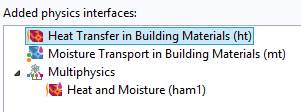 Added physics interfaces:
Heat Transfer in Building Materials (ht)
Moisture Transport in Building Materials (mt)
Multiphysics
Heat and Moisture (ham1)